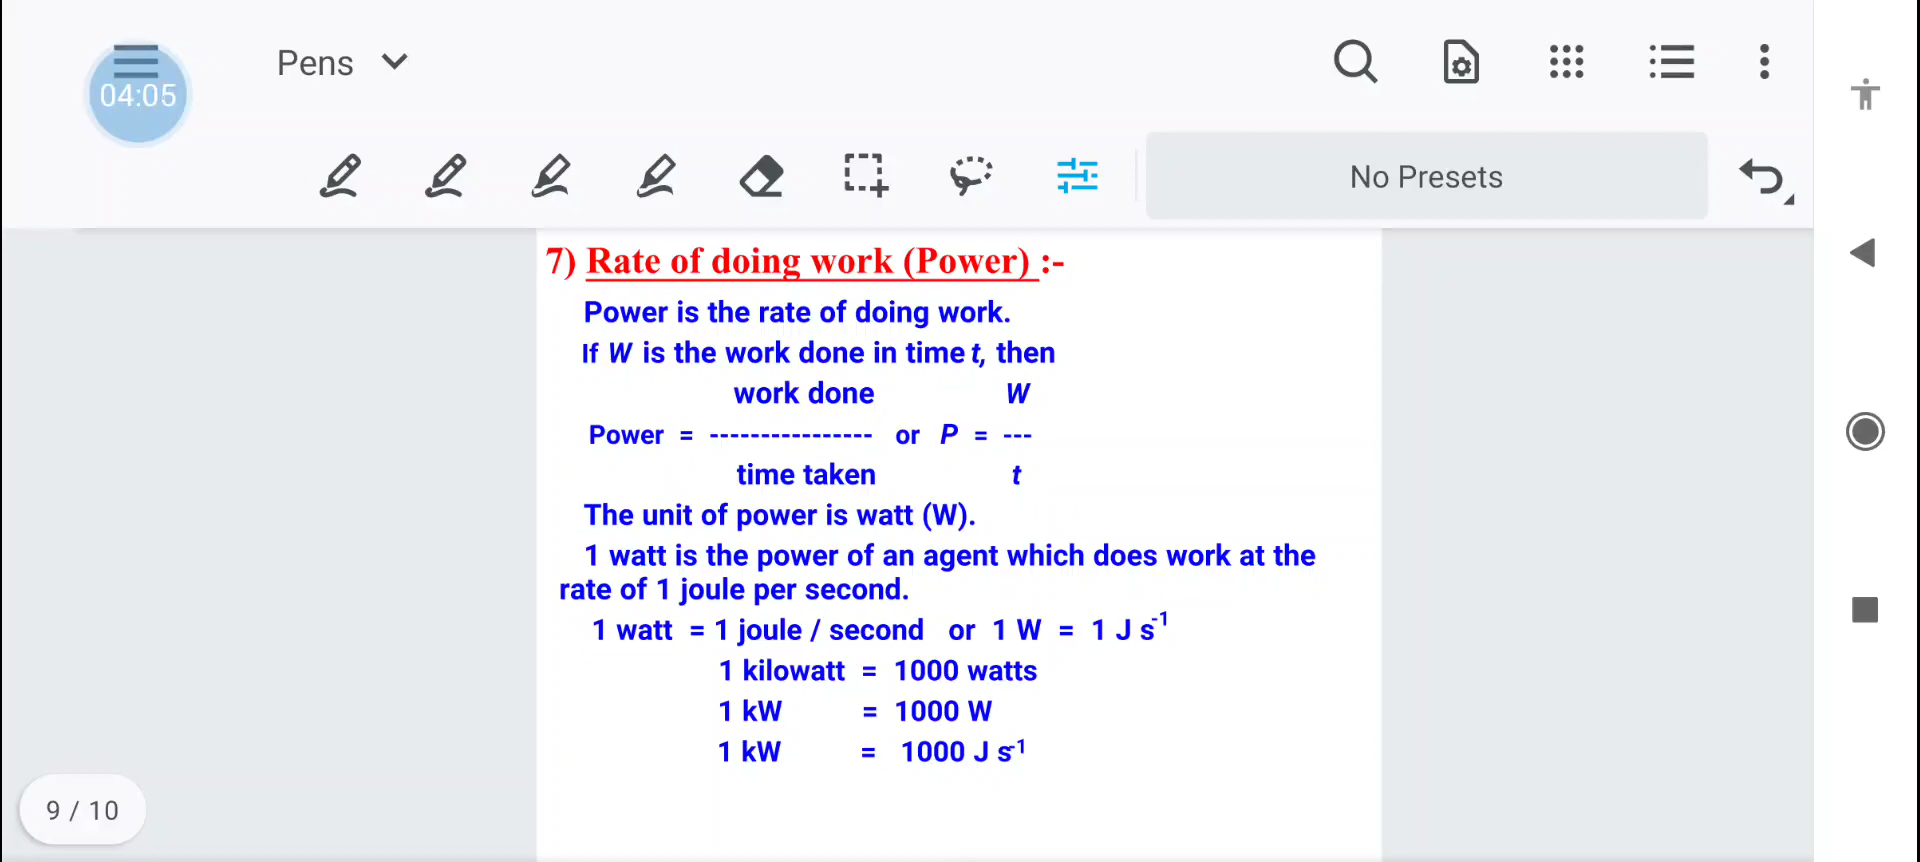 Pens
04:05
No Presets
7) Rate of doing work (Power) :-
Power is the rate of doing work.
If W is the work done in time t, then
work done W
Power = ---------------- or P = ---
time taken t
The unit of power is watt (W).
1 watt is the power of an agent which does work at the
rate of 1 joule per second.
1 watt = 1 joule / second or 1 W = 1 J s⁻¹
1 kilowatt = 1000 watts
1 kW = 1000 W
1 kW = 1000 J s⁻¹
9 / 10